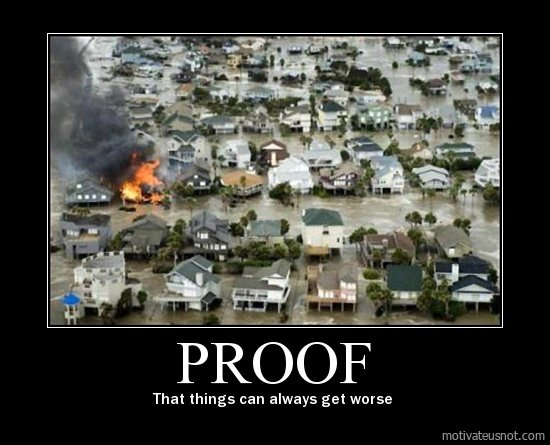 PROOF
That things can always get worse
motivateusnot.com